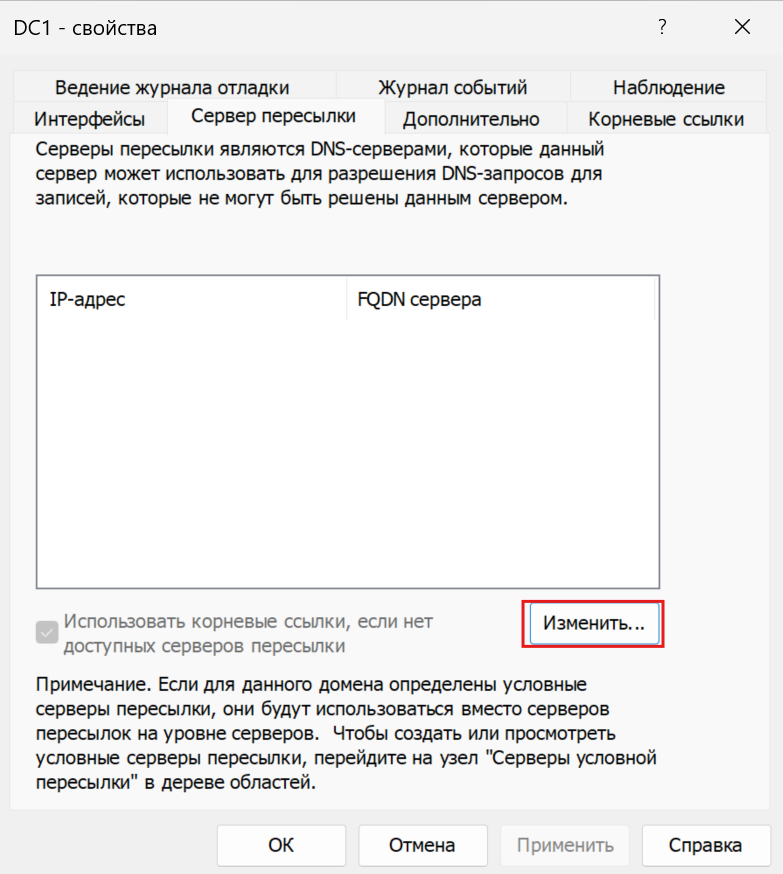 DC1 - свойства
?
Ведение журнала отладки
Журнал событий
Наблюдение
Интерфейсы
Сервер пересылки
Дополнительно
Корневые ссылки
Серверы пересылки являются DNS-серверами, которые данный
сервер может использовать для разрешения DNS-запросов для
записей, которые не могут быть решены данным сервером.
IP-адрес
FQDN сервера
Использовать корневые ссылки, если нет
доступных серверов пересылки
Изменить...
Примечание. Если для данного домена определены условные
серверы пересылки, они будут использоваться вместо серверов
пересылок на уровне серверов.  Чтобы создать или просмотреть
условные серверы пересылки, перейдите на узел "Серверы условной
пересылки" в дереве областей.
ОК
Отмена
Применить
Справка